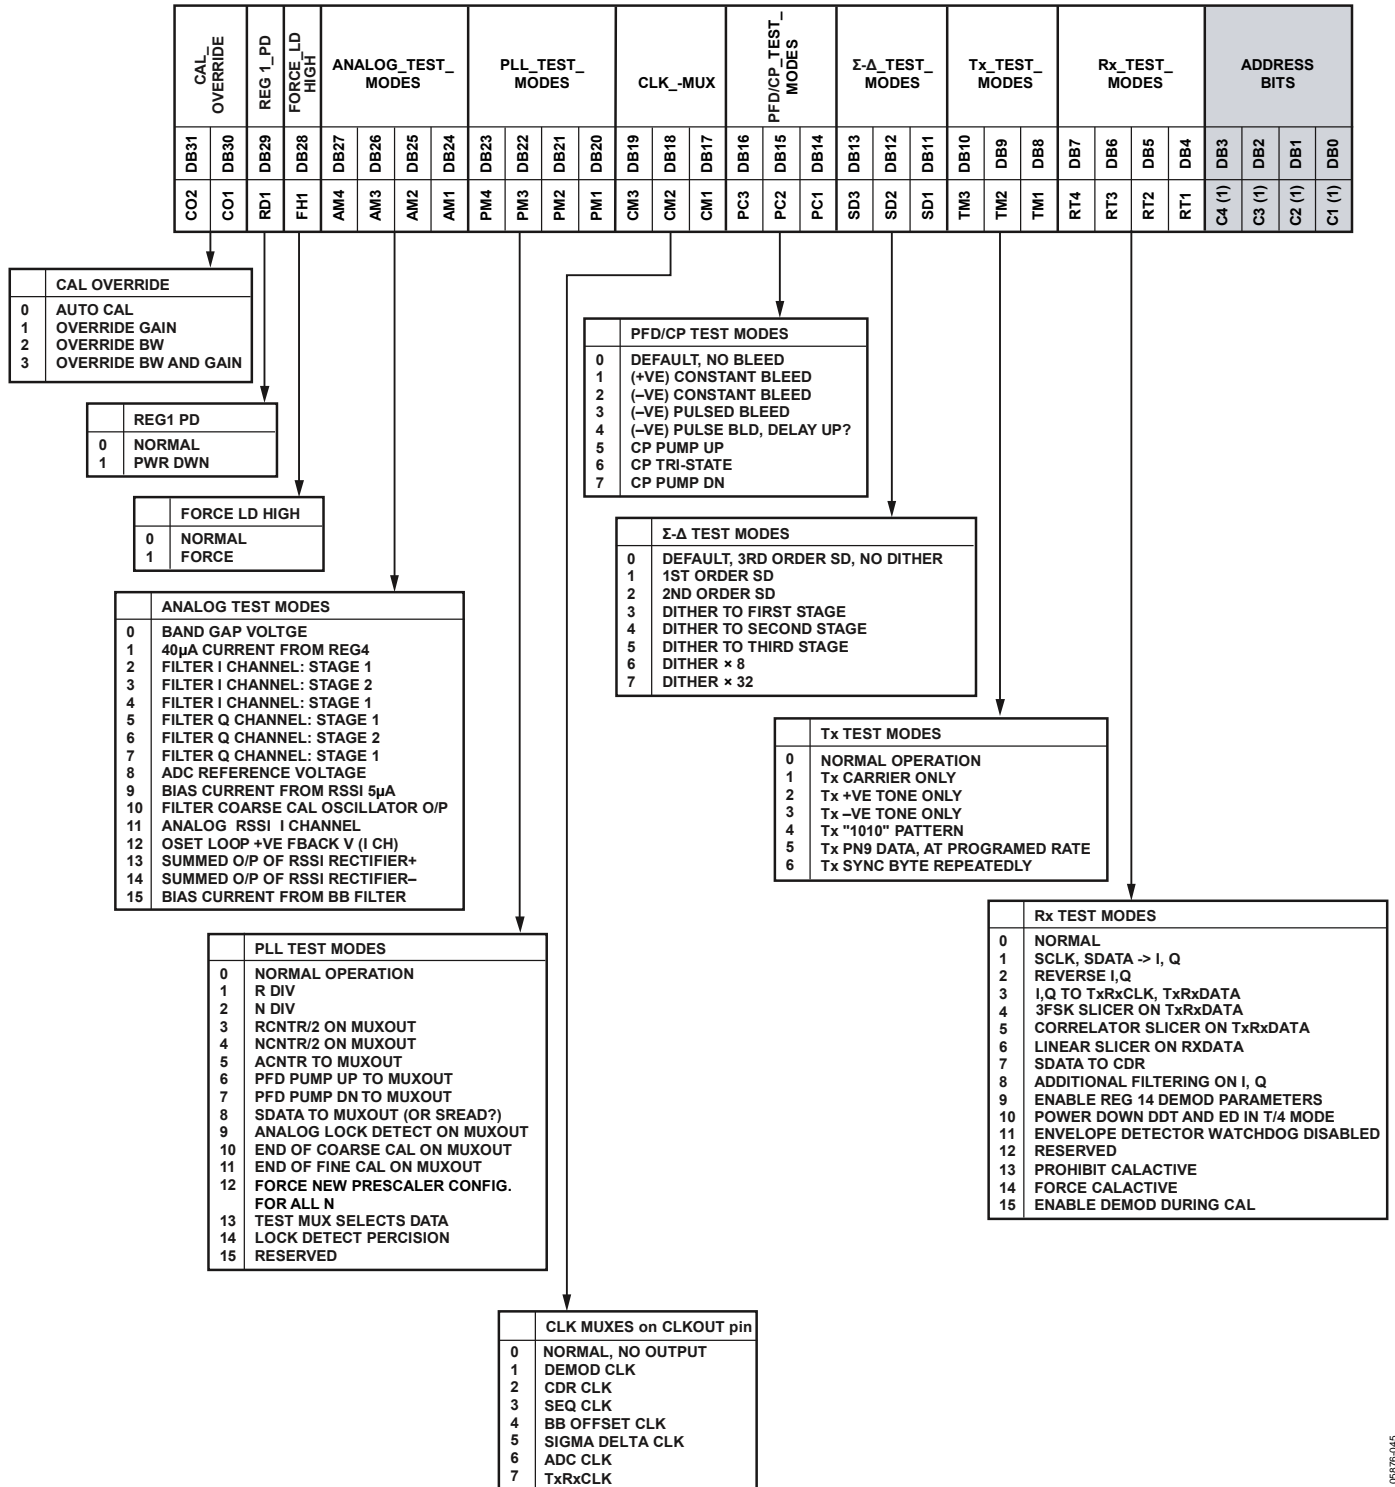 CAL_
OVERRIDE
REG 1_PD
FORCE_LD
HIGH
ANALOG_TEST_
MODES
PLL_TEST_
MODES
CLK_-MUX
PFD/CP_TEST_
MODES
Σ-Δ_TEST_
MODES
Tx_TEST_
MODES
Rx_TEST_
MODES
ADDRESS
BITS
DB31 DB30 DB29 DB28 DB27 DB26 DB25 DB24 DB23 DB22 DB21 DB20 DB19 DB18 DB17 DB16 DB15 DB14 DB13 DB12 DB11 DB10 DB9 DB8 DB7 DB6 DB5 DB4 DB3 DB2 DB1 DB0
CO2 CO1 RD1 FH1 AM4 AM3 AM2 AM1 PM4 PM3 PM2 PM1 CM3 CM2 CM1 PC3 PC2 PC1 SD3 SD2 SD1 TM3 TM2 TM1 RT4 RT3 RT2 RT1 C4 (1) C3 (1) C2 (1) C1 (1)
CAL OVERRIDE
0 AUTO CAL
1 OVERRIDE GAIN
2 OVERRIDE BW
3 OVERRIDE BW AND GAIN
REG1 PD
0 NORMAL
1 PWR DWN
FORCE LD HIGH
0 NORMAL
1 FORCE
ANALOG TEST MODES
0 BAND GAP VOLTGE
1 40µA CURRENT FROM REG4
2 FILTER I CHANNEL: STAGE 1
3 FILTER I CHANNEL: STAGE 2
4 FILTER I CHANNEL: STAGE 1
5 FILTER Q CHANNEL: STAGE 1
6 FILTER Q CHANNEL: STAGE 2
7 FILTER Q CHANNEL: STAGE 1
8 ADC REFERENCE VOLTAGE
9 BIAS CURRENT FROM RSSI 5µA
10 FILTER COARSE CAL OSCILLATOR O/P
11 ANALOG RSSI I CHANNEL
12 OSET LOOP +VE FBACK V (I CH)
13 SUMMED O/P OF RSSI RECTIFIER+
14 SUMMED O/P OF RSSI RECTIFIER–
15 BIAS CURRENT FROM BB FILTER
PLL TEST MODES
0 NORMAL OPERATION
1 R DIV
2 N DIV
3 RCNTR/2 ON MUXOUT
4 NCNTR/2 ON MUXOUT
5 ACNTR TO MUXOUT
6 PFD PUMP UP TO MUXOUT
7 PFD PUMP DN TO MUXOUT
8 SDATA TO MUXOUT (OR SREAD?)
9 ANALOG LOCK DETECT ON MUXOUT
10 END OF COARSE CAL ON MUXOUT
11 END OF FINE CAL ON MUXOUT
12 FORCE NEW PRESCALER CONFIG.
FOR ALL N
13 TEST MUX SELECTS DATA
14 LOCK DETECT PERCISION
15 RESERVED
CLK MUXES on CLKOUT pin
0 NORMAL, NO OUTPUT
1 DEMOD CLK
2 CDR CLK
3 SEQ CLK
4 BB OFFSET CLK
5 SIGMA DELTA CLK
6 ADC CLK
7 TxRxCLK
PFD/CP TEST MODES
0 DEFAULT, NO BLEED
1 (+VE) CONSTANT BLEED
2 (–VE) CONSTANT BLEED
3 (–VE) PULSED BLEED
4 (–VE) PULSE BLD, DELAY UP?
5 CP PUMP UP
6 CP TRI-STATE
7 CP PUMP DN
Σ-Δ TEST MODES
0 DEFAULT, 3RD ORDER SD, NO DITHER
1 1ST ORDER SD
2 2ND ORDER SD
3 DITHER TO FIRST STAGE
4 DITHER TO SECOND STAGE
5 DITHER TO THIRD STAGE
6 DITHER × 8
7 DITHER × 32
Tx TEST MODES
0 NORMAL OPERATION
1 Tx CARRIER ONLY
2 Tx +VE TONE ONLY
3 Tx –VE TONE ONLY
4 Tx "1010" PATTERN
5 Tx PN9 DATA, AT PROGRAMED RATE
6 Tx SYNC BYTE REPEATEDLY
Rx TEST MODES
0 NORMAL
1 SCLK, SDATA -> I, Q
2 REVERSE I,Q
3 I,Q TO TxRxCLK, TxRxDATA
4 3FSK SLICER ON TxRxDATA
5 CORRELATOR SLICER ON TxRxDATA
6 LINEAR SLICER ON RXDATA
7 SDATA TO CDR
8 ADDITIONAL FILTERING ON I, Q
9 ENABLE REG 14 DEMOD PARAMETERS
10 POWER DOWN DDT AND ED IN T/4 MODE
11 ENVELOPE DETECTOR WATCHDOG DISABLED
12 RESERVED
13 PROHIBIT CALACTIVE
14 FORCE CALACTIVE
15 ENABLE DEMOD DURING CAL
05876-045